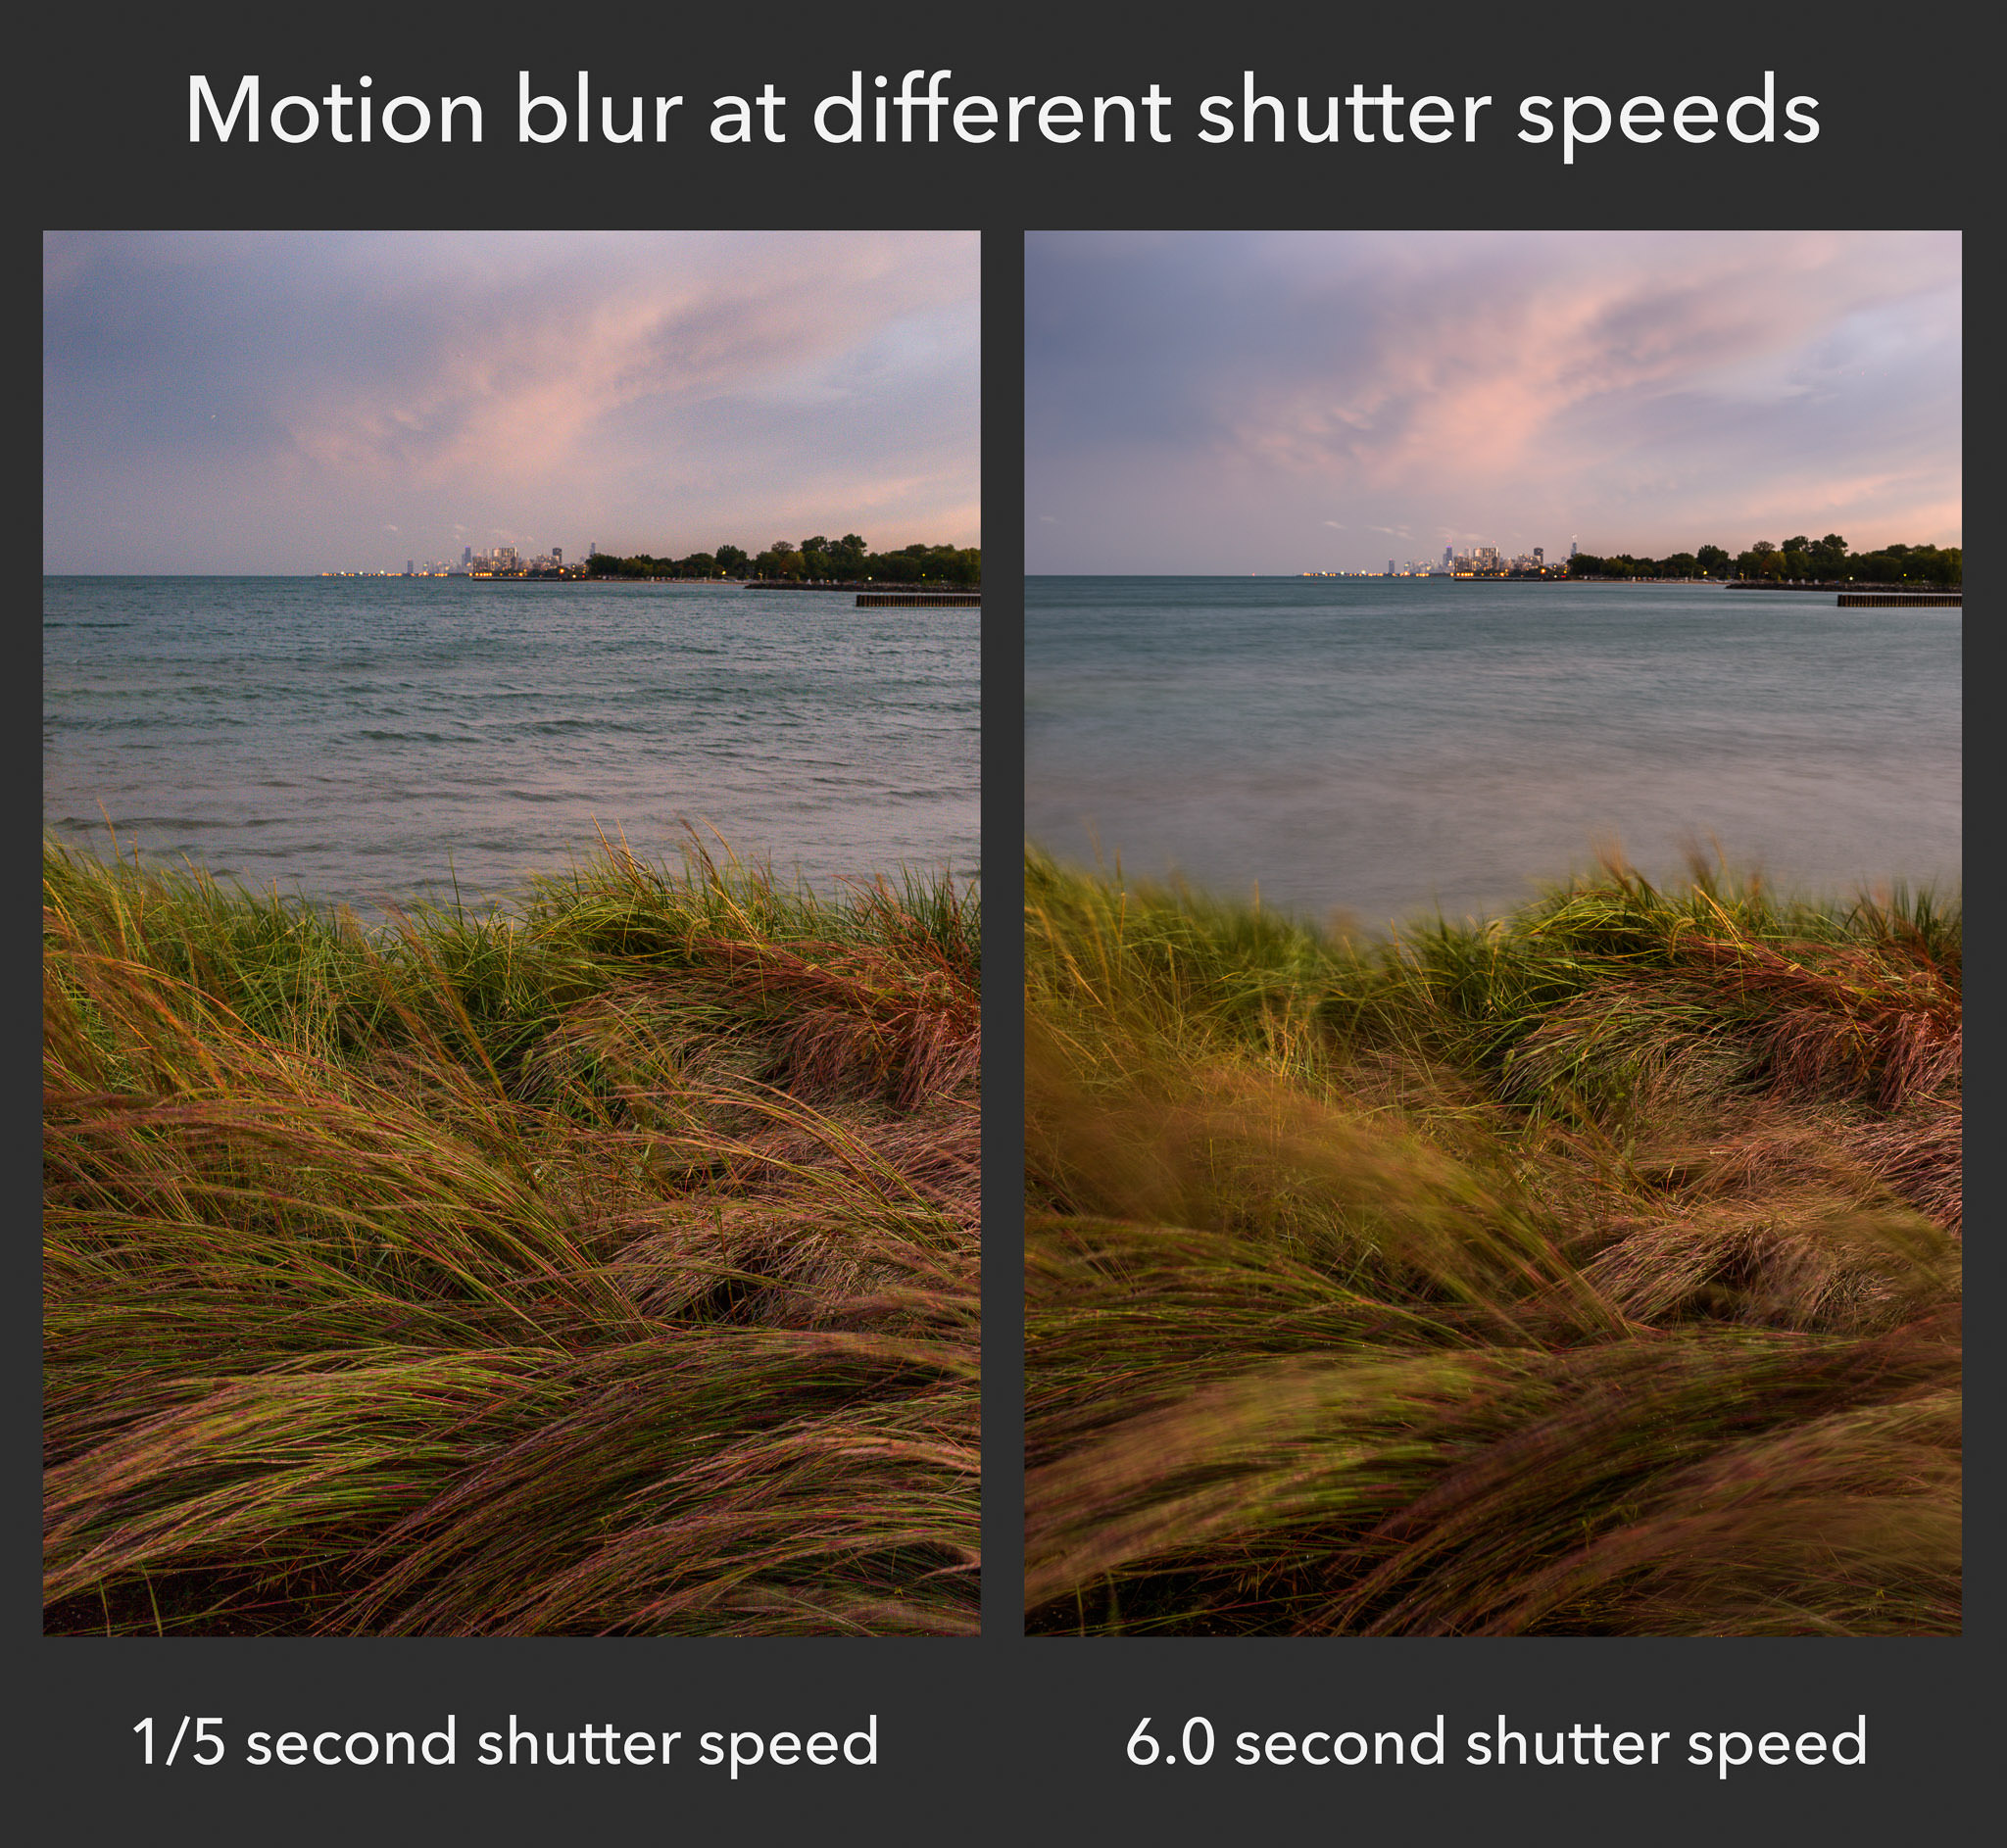 Motion blur at different shutter speeds
1/5 second shutter speed
6.0 second shutter speed